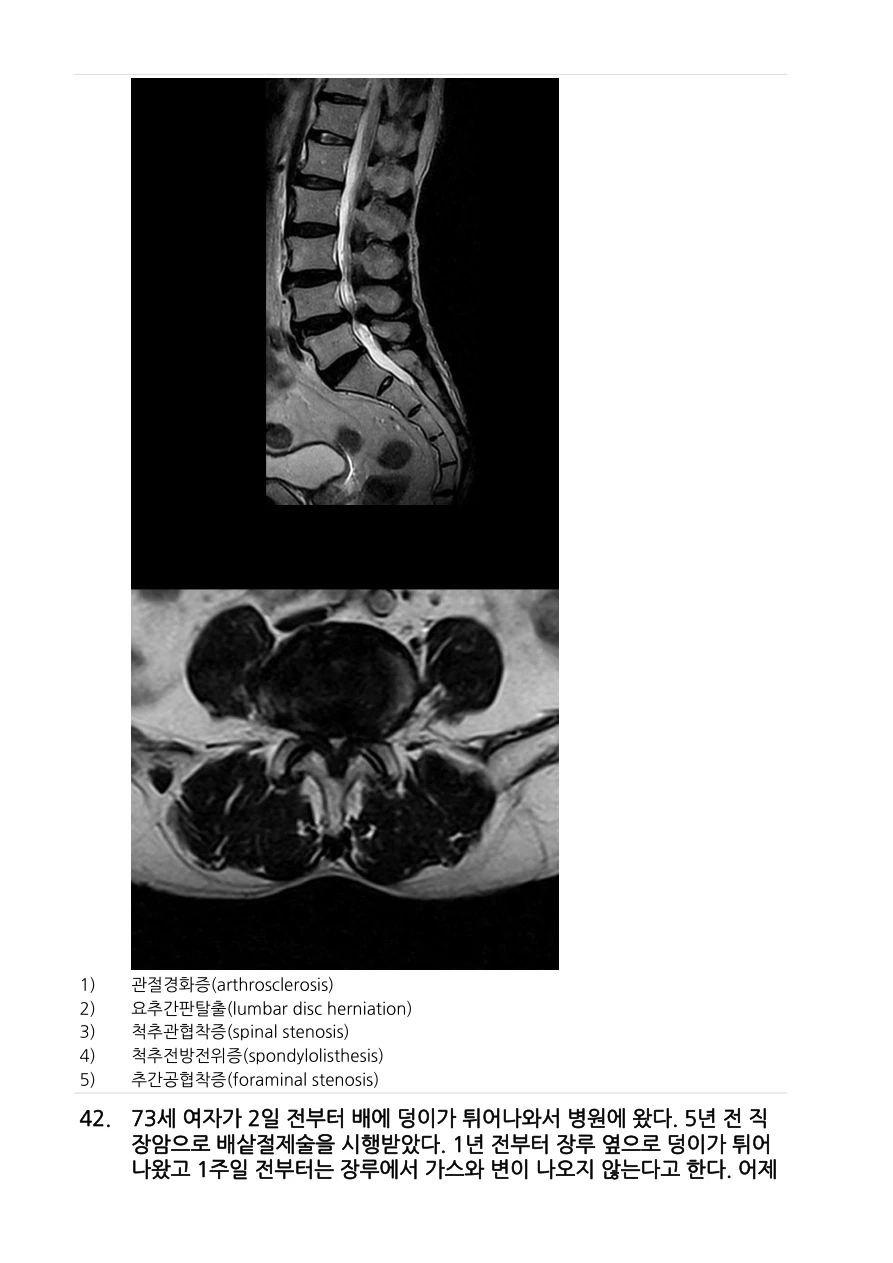 1) 관절경화증(arthrosclerosis)
2) 요추간판탈출(lumbar disc herniation)
3) 척추관협착증(spinal stenosis)
4) 척추전방전위증(spondylolisthesis)
5) 추간공협착증(foraminal stenosis)
42. 73세 여자가 2일 전부터 배에 덩이가 튀어나와서 병원에 왔다. 5년 전 직
장암으로 배샅절제술을 시행받았다. 1년 전부터 장루 옆으로 덩이가 튀어
나왔고 1주일 전부터는 장루에서 가스와 변이 나오지 않는다고 한다. 어제